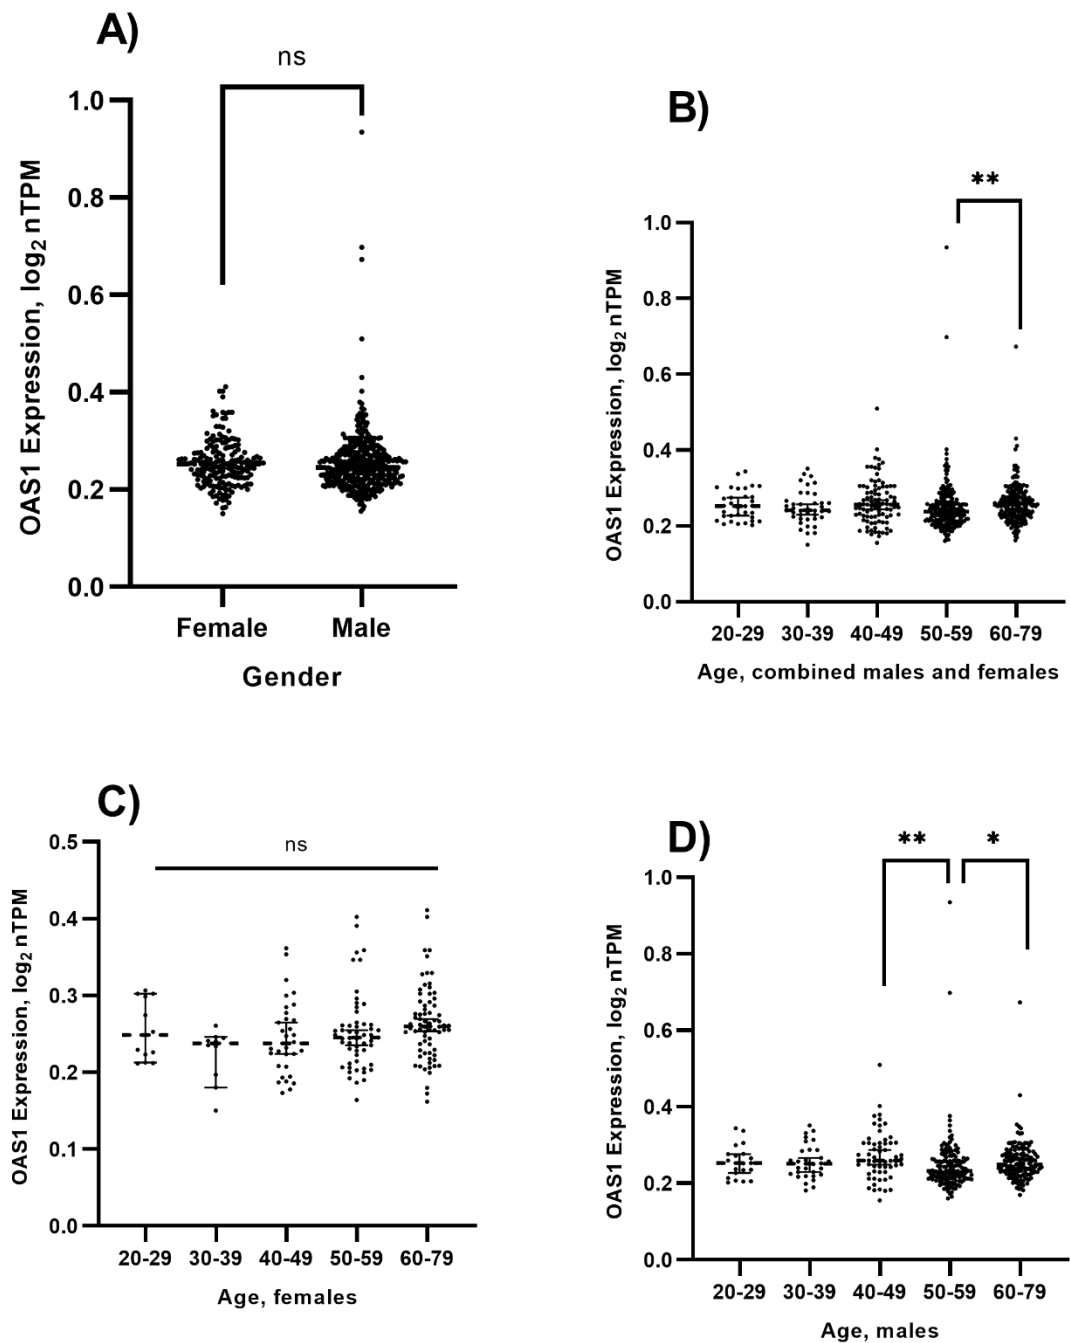 A)
ns
OAS1 Expression, log2 nTPM
1.0
0.8
0.6
0.4
0.2
0.0
Female Male
Gender
B)
**
OAS1 Expression, log2 nTPM
1.0
0.8
0.6
0.4
0.2
0.0
20-29 30-39 40-49 50-59 60-79
Age, combined males and females
C)
ns
OAS1 Expression, log2 nTPM
0.5
0.4
0.3
0.2
0.1
0.0
20-29 30-39 40-49 50-59 60-79
Age, females
D)
** *
OAS1 Expression, log2 nTPM
1.0
0.8
0.6
0.4
0.2
0.0
20-29 30-39 40-49 50-59 60-79
Age, males